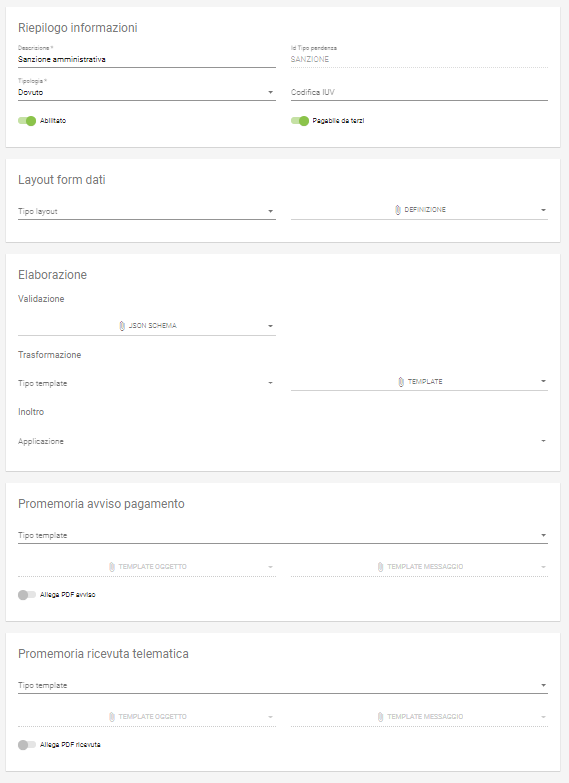 Riepilogo informazioni
Descrizione *
Id Tipo pendenza
Sanzione amministrativa
SANZIONE
Tipologia *
Dovuto
Codifica IUV
Abilitato
Pagabile da terzi
Layout form dati
Tipo layout
DEFINIZIONE
Elaborazione
Validazione
JSON SCHEMA
Trasformazione
Tipo template
TEMPLATE
Inoltro
Applicazione
Promemoria avviso pagamento
Tipo template
TEMPLATE OGGETTO
TEMPLATE MESSAGGIO
Allega PDF avviso
Promemoria ricevuta telematica
Tipo template
TEMPLATE OGGETTO
TEMPLATE MESSAGGIO
Allega PDF ricevuta